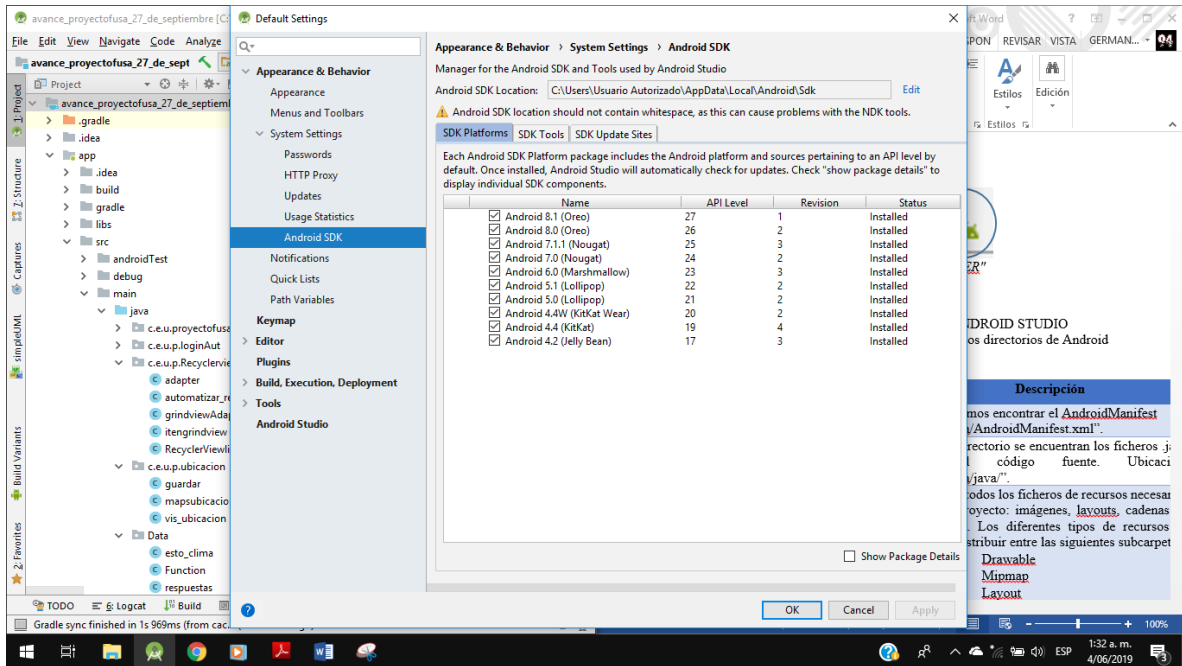 avance_proyectofusa_27_de_septiembre [C:
File Edit View Navigate Code Analyze
avance_proyectofusa_27_de_sept
Project
avance_proyectofusa_27_de_septiemb
.gradle
.idea
app
.idea
build
gradle
libs
src
androidTest
debug
main
java
c.e.u.proyectofusa
c.e.u.p.loginAut
c.e.u.p.Recyclervie
adapter
automatizar_re
grindviewAdap
itengrindview
RecyclerViewli
c.e.u.p.ubicacion
guardar
mapsubicacio
vis_ubicacion
Data
esto_clima
Function
respuestas
1: Project
Z: Structure
Captures
simpleUML
Build Variants
2: Favorites
TODO 6: Logcat Build
Gradle sync finished in 1s 969ms (from cac
Default Settings
Appearance & Behavior
Appearance
Menus and Toolbars
System Settings
Passwords
HTTP Proxy
Updates
Usage Statistics
Android SDK
Notifications
Quick Lists
Path Variables
Keymap
Editor
Plugins
Build, Execution, Deployment
Tools
Android Studio
Appearance & Behavior › System Settings › Android SDK
Manager for the Android SDK and Tools used by Android Studio
Android SDK Location: C:\Users\Usuario Autorizado\AppData\Local\Android\Sdk Edit
Android SDK location should not contain whitespace, as this can cause problems with the NDK tools.
SDK Platforms SDK Tools SDK Update Sites
Each Android SDK Platform package includes the Android platform and sources pertaining to an API level by
default. Once installed, Android Studio will automatically check for updates. Check "show package details" to
display individual SDK components.
Name API Level Revision Status
Android 8.1 (Oreo) 27 1 Installed
Android 8.0 (Oreo) 26 2 Installed
Android 7.1.1 (Nougat) 25 3 Installed
Android 7.0 (Nougat) 24 2 Installed
Android 6.0 (Marshmallow) 23 3 Installed
Android 5.1 (Lollipop) 22 2 Installed
Android 5.0 (Lollipop) 21 2 Installed
Android 4.4W (KitKat Wear) 20 2 Installed
Android 4.4 (KitKat) 19 4 Installed
Android 4.2 (Jelly Bean) 17 3 Installed
Show Package Details
OK Cancel Apply
ft Word
PON REVISAR VISTA GERMAN...
Estilos Edición
Estilos
ER"
NDROID STUDIO
os directorios de Android
Descripción
mos encontrar el AndroidManifest
n/AndroidManifest.xml".
rectorio se encuentran los ficheros .ja
código fuente. Ubicaci
n/java/".
todos los ficheros de recursos necesar
royecto: imágenes, layouts, cadenas
. Los diferentes tipos de recursos
stribuir entre las siguientes subcarpet
Drawable
Mipmap
Layout
100%
ESP
1:32 a. m.
4/06/2019
3